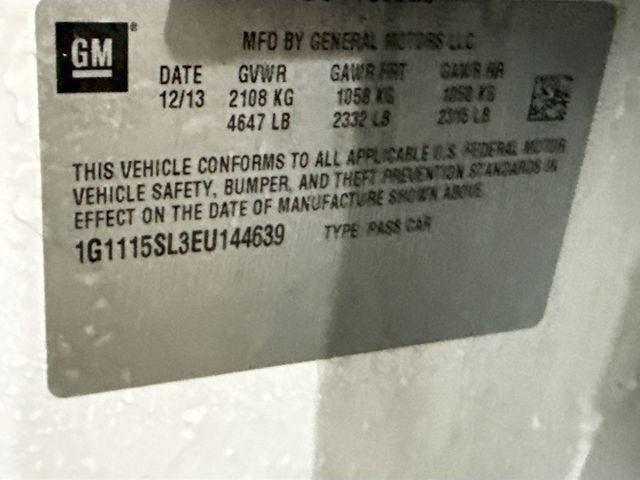 GM
MFD BY GENERAL MOTORS LLC
DATE GVWR GAWR FRT GAWR RR
12/13 2108 KG 1058 KG 1050 KG
4647 LB 2332 LB 2315 LB
THIS VEHICLE CONFORMS TO ALL APPLICABLE U.S. FEDERAL MOTOR
VEHICLE SAFETY, BUMPER, AND THEFT PREVENTION STANDARDS IN
EFFECT ON THE DATE OF MANUFACTURE SHOWN ABOVE.
1G1115SL3EU144639 TYPE: PASS CAR